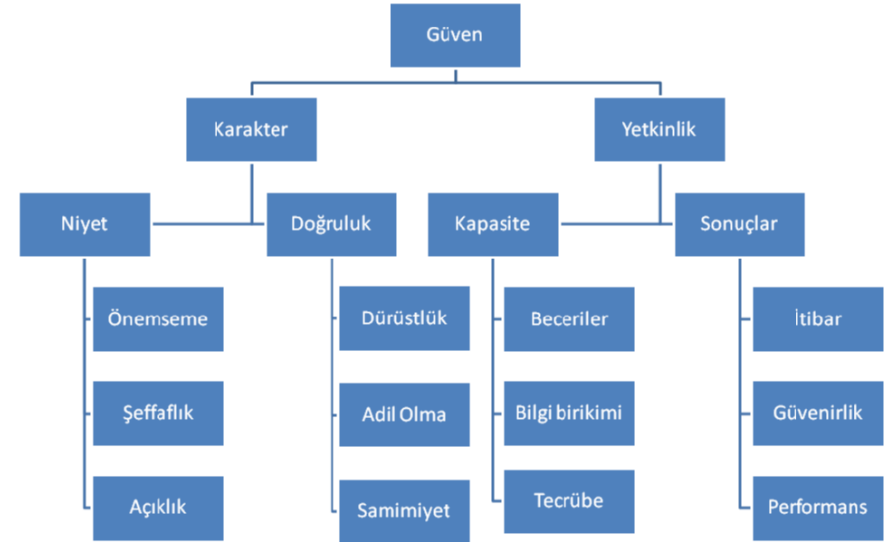 Güven
Karakter
Yetkinlik
Niyet
Doğruluk
Kapasite
Sonuçlar
Önemseme
Dürüstlük
Beceriler
İtibar
Şeffaflık
Adil Olma
Bilgi birikimi
Güvenirlik
Açıklık
Samimiyet
Tecrübe
Performans